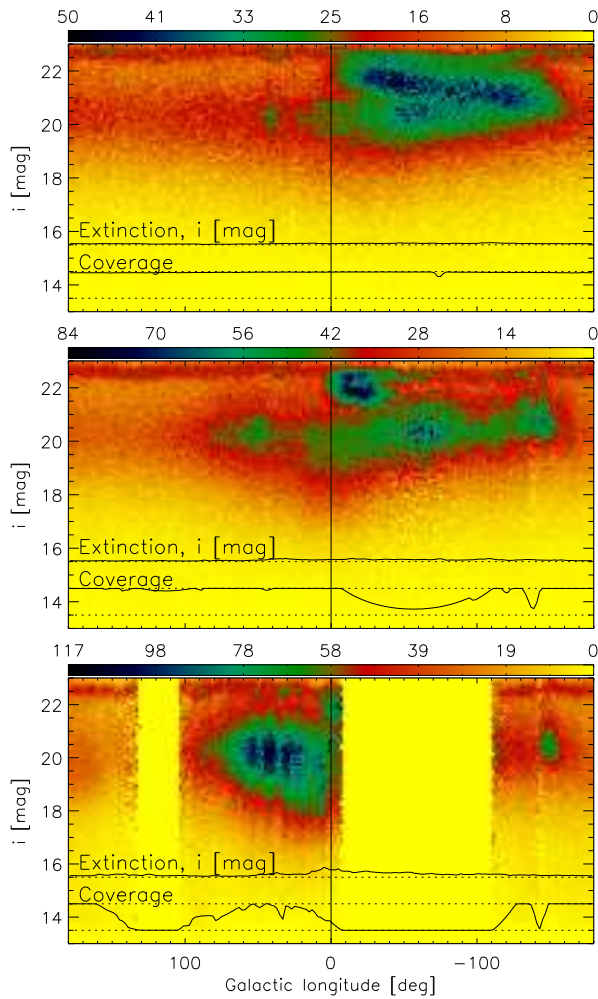 50 41 33 25 16 8 0
22
20
18
16
14
i [mag]
Extinction, i [mag]
Coverage
84 70 56 42 28 14 0
22
20
18
16
14
i [mag]
Extinction, i [mag]
Coverage
117 98 78 58 39 19 0
22
20
18
16
14
i [mag]
Extinction, i [mag]
Coverage
100 0 −100
Galactic longitude [deg]